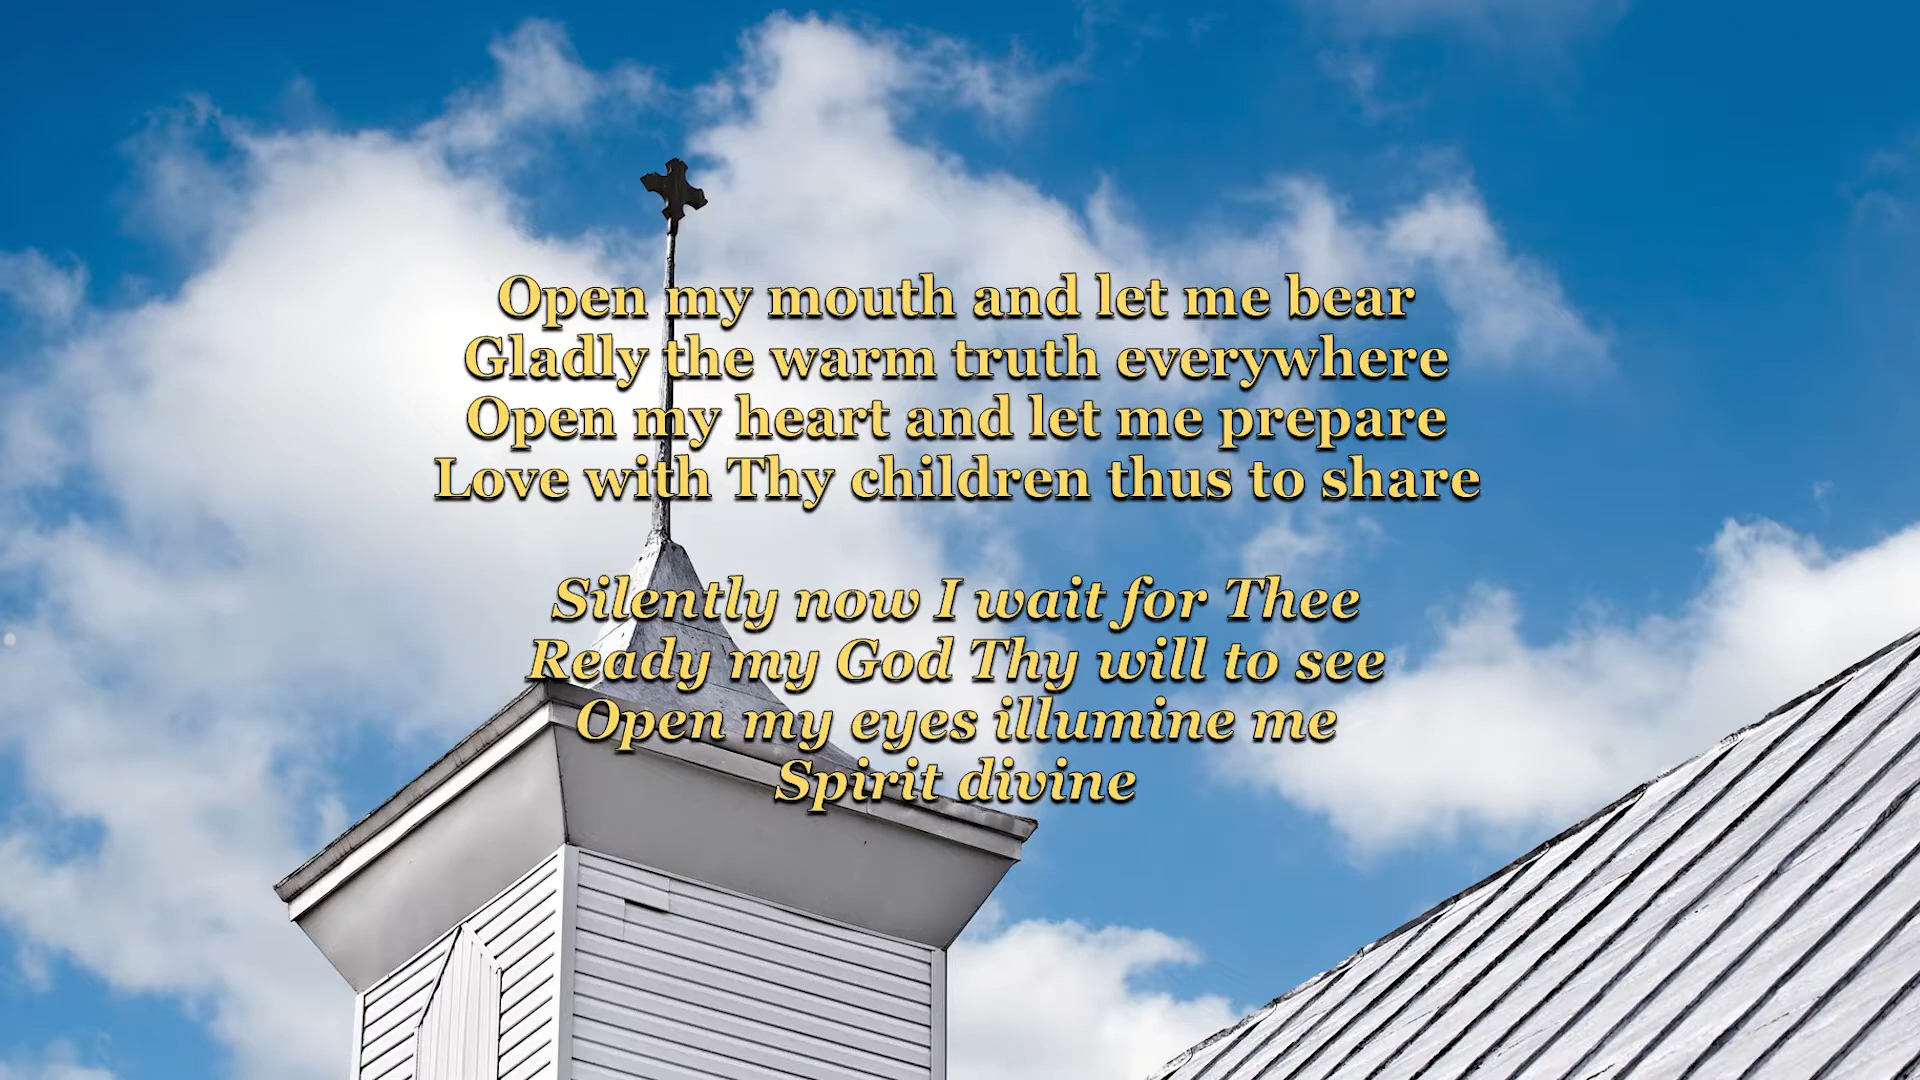 Open my mouth and let me bear
Gladly the warm truth everywhere
Open my heart and let me prepare
Love with Thy children thus to share
Silently now I wait for Thee
Ready my God Thy will to see
Open my eyes illumine me
Spirit divine